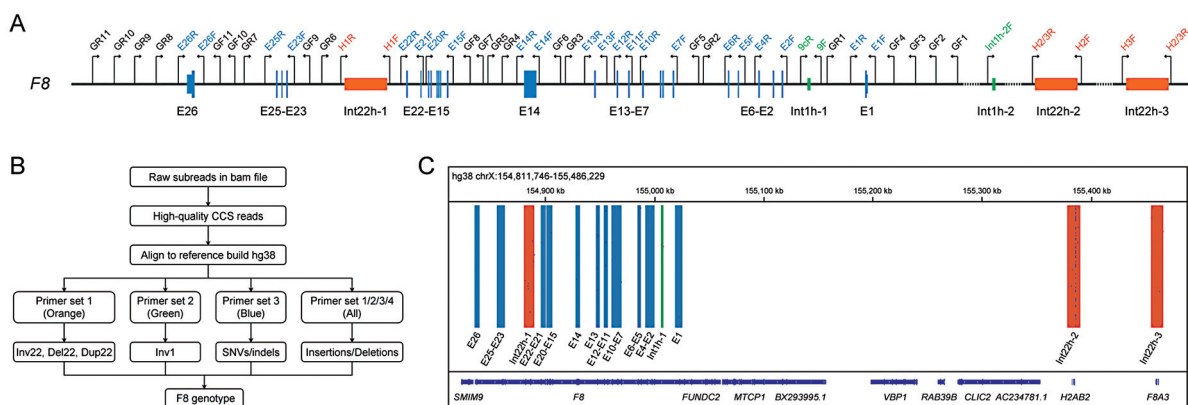 A
GR11 GR10 GR9 GR8 E26R E26F GF11 GF10 GR7 E25R E23F GF9 GR6 H1R H1F E22R E21F E20R E15F GF8 GF7 GR5 GR4 E14R E14F GF6 GR3 E13R E13F E12R E11F E10R E7F GF5 GR2 E6R E5F E4R E2F 9cR 9F GR1 E1R E1F GF4 GF3 GF2 GF1 Int1h-2F H2/3R H2F H3F H2/3R
F8
E26 E25-E23 Int22h-1 E22-E15 E14 E13-E7 E6-E2 Int1h-1 E1 Int1h-2 Int22h-2 Int22h-3
B
Raw subreads in bam file
High-quality CCS reads
Align to reference build hg38
Primer set 1 (Orange)
Primer set 2 (Green)
Primer set 3 (Blue)
Primer set 1/2/3/4 (All)
Inv22, Del22, Dup22
Inv1
SNVs/indels
Insertions/Deletions
F8 genotype
C
hg38 chrX:154,811,746-155,486,229
154,900 kb 155,000 kb 155,100 kb 155,200 kb 155,300 kb 155,400 kb
E26 E25-E23 Int22h-1 E22-E21 E20-E15 E14 E13 E12-E11 E10-E7 E6-E5 E4-E2 Int1h-1 E1 Int22h-2 Int22h-3
SMIM9 F8 FUNDC2 MTCP1 BX293995.1 VBP1 RAB39B CLIC2 AC234781.1 H2AB2 F8A3